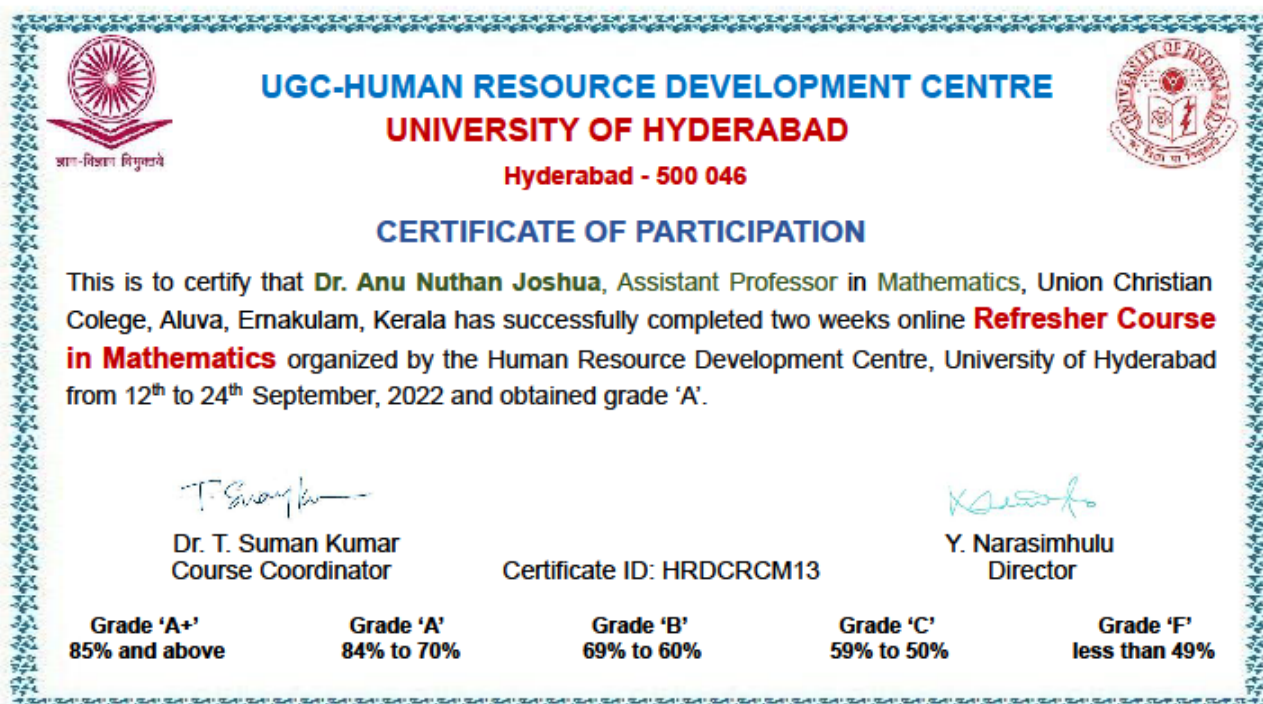 UGC-HUMAN RESOURCE DEVELOPMENT CENTRE
UNIVERSITY OF HYDERABAD
Hyderabad - 500 046
ज्ञान-विज्ञान विमुक्तये
UNIVERSITY OF HYDERABAD
CERTIFICATE OF PARTICIPATION
This is to certify that Dr. Anu Nuthan Joshua, Assistant Professor in Mathematics, Union Christian
Colege, Aluva, Ernakulam, Kerala has successfully completed two weeks online Refresher Course
in Mathematics organized by the Human Resource Development Centre, University of Hyderabad
from 12th to 24th September, 2022 and obtained grade ‘A’.
Dr. T. Suman Kumar
Course Coordinator
Certificate ID: HRDCRCM13
Y. Narasimhulu
Director
Grade ‘A+’ Grade ‘A’ Grade ‘B’ Grade ‘C’ Grade ‘F’
85% and above 84% to 70% 69% to 60% 59% to 50% less than 49%